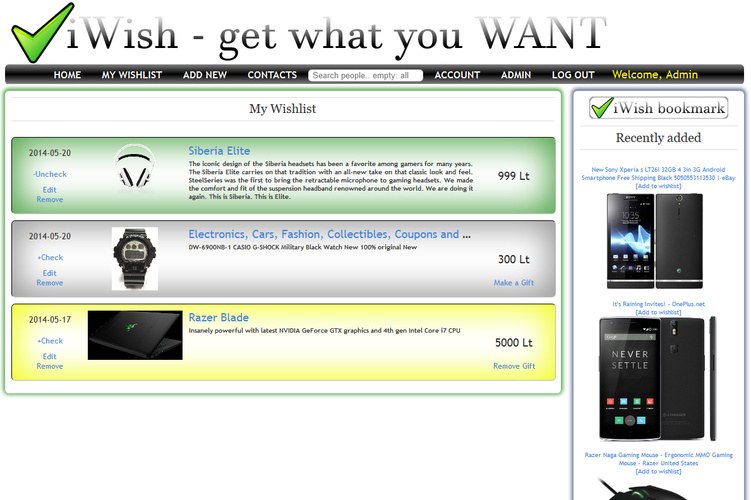 iWish - get what you WANT
HOME MY WISHLIST ADD NEW CONTACTS Search people.. empty: all ACCOUNT ADMIN LOG OUT Welcome, Admin
My Wishlist
2014-05-20
-Uncheck
Edit
Remove
Siberia Elite
The iconic design of the Siberia headsets has been a favorite among gamers for many years.
The Siberia Elite carries on that tradition with an all-new take on that classic look and feel.
SteelSeries was the first to bring the retractable microphone to gaming headsets. We made
the comfort and fit of the suspension headband renowned around the world. We are doing it
again. This is Siberia. This is Elite.
999 Lt
2014-05-20
+Check
Edit
Remove
Electronics, Cars, Fashion, Collectibles, Coupons and ...
DW-6900NB-1 CASIO G-SHOCK Military Black Watch New 100% original New
300 Lt
Make a Gift
2014-05-17
+Check
Edit
Remove
Razer Blade
Insanely powerful with latest NVIDIA GeForce GTX graphics and 4th gen Intel Core i7 CPU
5000 Lt
Remove Gift
iWish bookmark
Recently added
New Sony Xperia s LT26i 32GB 4 3in 3G Android
Smartphone Free Shipping Black 5050553113530 | eBay
[Add to wishlist]
It's Raining Invites! - OnePlus.net
[Add to wishlist]
NEVER
SETTLE
Razer Naga Gaming Mouse - Ergonomic MMO Gaming
Mouse - Razer United States
[Add to wishlist]